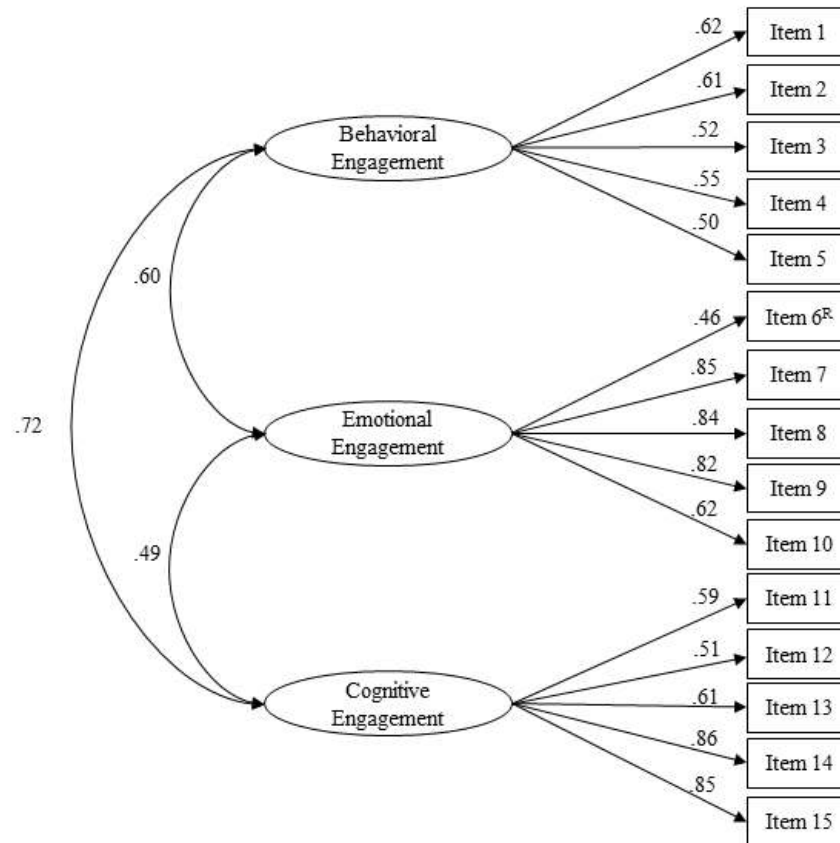 .62
Item 1
.61
Item 2
Behavioral
Engagement
.52
Item 3
.55
Item 4
.50
Item 5
.60
.46
Item 6ᴿ
.85
Item 7
.72
Emotional
Engagement
.84
Item 8
.82
Item 9
.62
Item 10
.49
.59
Item 11
.51
Item 12
Cognitive
Engagement
.61
Item 13
.86
Item 14
.85
Item 15